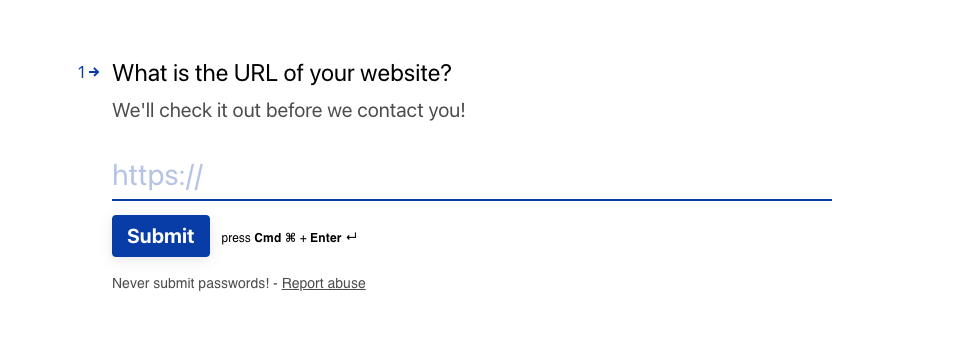 1→ What is the URL of your website?
We'll check it out before we contact you!
https://
Submit press Cmd ⌘ + Enter ↵
Never submit passwords! - Report abuse